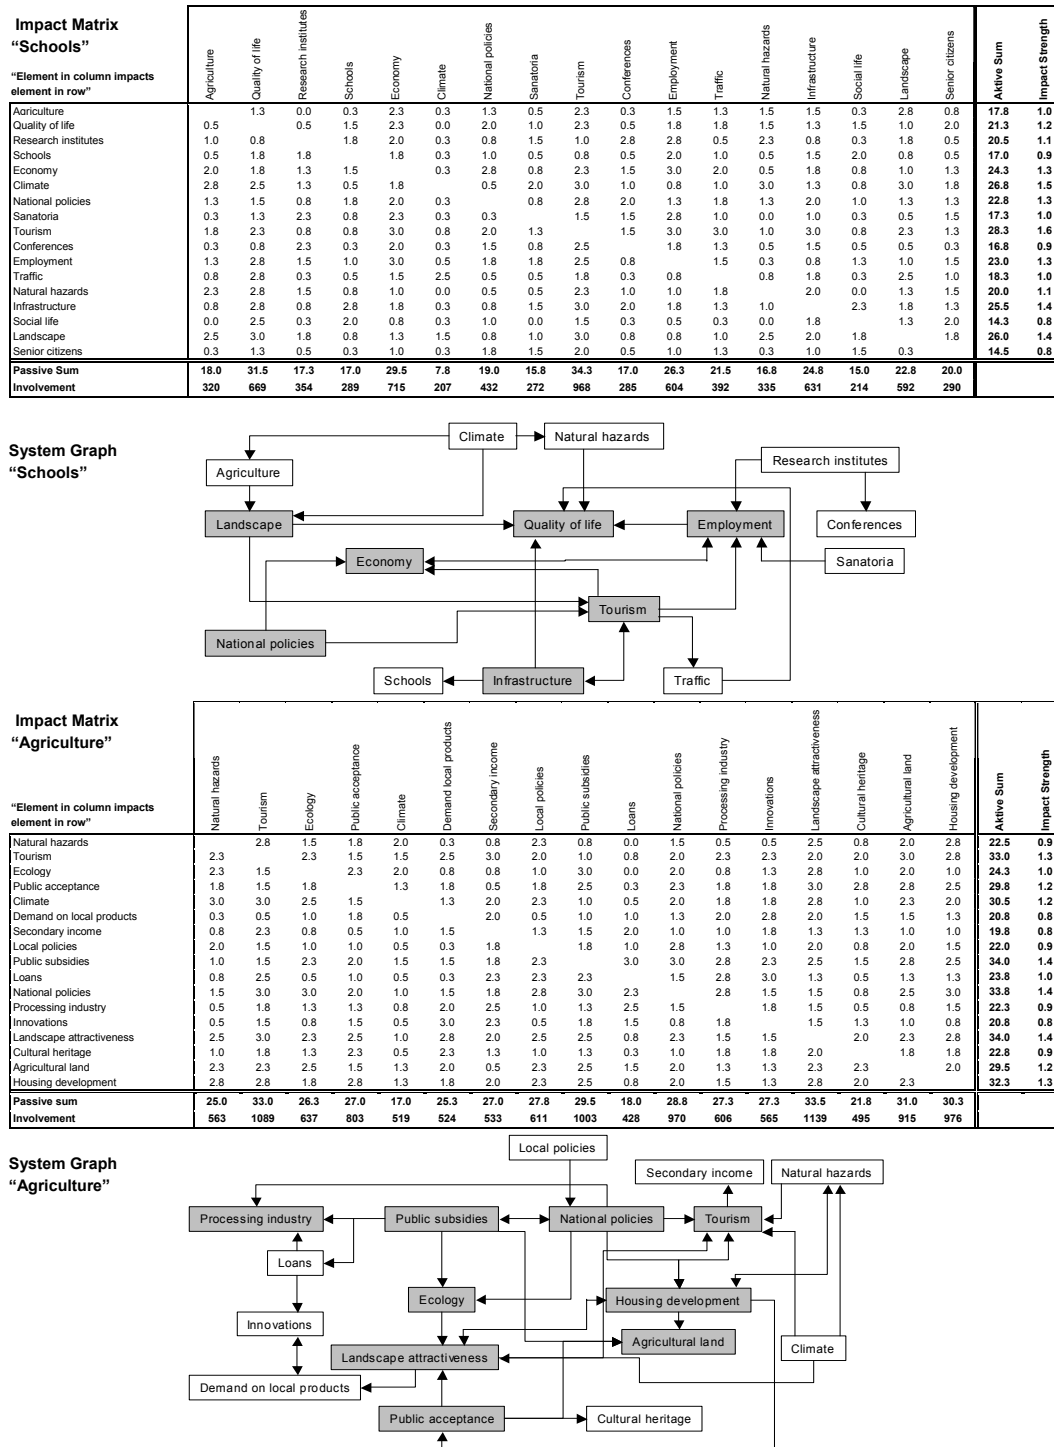 Impact Matrix
“Schools”
“Element in column impacts
element in row”
Agriculture Quality of life Research institutes Schools Economy Climate National policies Sanatoria Tourism Conferences Employment Traffic Natural hazards Infrastructure Social life Landscape Senior citizens Aktive Sum Impact Strength
Agriculture 1.3 0.0 0.3 2.3 0.3 1.3 0.5 2.3 0.3 1.5 1.3 1.5 1.5 0.3 2.8 0.8 17.8 1.0
Quality of life 0.5 0.5 1.5 2.3 0.0 2.0 1.0 2.3 0.5 1.8 1.8 1.5 1.3 1.5 1.0 2.0 21.3 1.2
Research institutes 1.0 0.8 1.8 2.0 0.3 0.8 1.5 1.0 2.8 2.8 0.5 2.3 0.8 0.3 1.8 0.5 20.5 1.1
Schools 0.5 1.8 1.8 1.8 0.3 1.0 0.5 0.8 0.5 2.0 1.0 0.5 1.5 2.0 0.8 0.5 17.0 0.9
Economy 2.0 1.8 1.3 1.5 0.3 2.8 0.8 2.3 1.5 3.0 2.0 0.5 1.8 0.8 1.0 1.3 24.3 1.3
Climate 2.8 2.5 1.3 0.5 1.8 0.5 2.0 3.0 1.0 0.8 1.0 3.0 1.3 0.8 3.0 1.8 26.8 1.5
National policies 1.3 1.5 0.8 1.8 2.0 0.3 0.8 2.8 2.0 1.3 1.8 1.3 2.0 1.0 1.3 1.3 22.8 1.3
Sanatoria 0.3 1.3 2.3 0.8 2.3 0.3 0.3 1.5 1.5 2.8 1.0 0.0 1.0 0.3 0.5 1.5 17.3 1.0
Tourism 1.8 2.3 0.8 0.8 3.0 0.8 2.0 1.3 1.5 3.0 3.0 1.0 3.0 0.8 2.3 1.3 28.3 1.6
Conferences 0.3 0.8 2.3 0.3 2.0 0.3 1.5 0.8 2.5 1.8 1.3 0.5 1.5 0.5 0.5 0.3 16.8 0.9
Employment 1.3 2.8 1.5 1.0 3.0 0.5 1.8 1.8 2.5 0.8 1.5 0.3 0.8 1.3 1.0 1.5 23.0 1.3
Traffic 0.8 2.8 0.3 0.5 1.5 2.5 0.5 0.5 1.8 0.3 0.8 0.8 1.8 0.3 2.5 1.0 18.3 1.0
Natural hazards 2.3 2.8 1.5 0.8 1.0 0.0 0.5 0.5 2.3 1.0 1.0 1.8 2.0 0.0 1.3 1.5 20.0 1.1
Infrastructure 0.8 2.8 0.8 2.8 1.8 0.3 0.8 1.5 3.0 2.0 1.8 1.3 1.0 2.3 1.8 1.3 25.5 1.4
Social life 0.0 2.5 0.3 2.0 0.8 0.3 1.0 0.0 1.5 0.3 0.5 0.3 0.0 1.8 1.3 2.0 14.3 0.8
Landscape 2.5 3.0 1.8 0.8 1.3 1.5 0.8 1.0 3.0 0.8 0.8 1.0 2.5 2.0 1.8 1.8 26.0 1.4
Senior citizens 0.3 1.3 0.5 0.3 1.0 0.3 1.8 1.5 2.0 0.5 1.0 1.3 0.3 1.0 1.5 0.3 14.5 0.8
Passive Sum 18.0 31.5 17.3 17.0 29.5 7.8 19.0 15.8 34.3 17.0 26.3 21.5 16.8 24.8 15.0 22.8 20.0
Involvement 320 669 354 289 715 207 432 272 968 285 604 392 335 631 214 592 290
System Graph
“Schools”
Climate Natural hazards
Agriculture Research institutes
Landscape Quality of life Employment Conferences
Economy Sanatoria
Tourism
National policies
Schools Infrastructure Traffic
Impact Matrix
“Agriculture”
“Element in column impacts
element in row”
Natural hazards Tourism Ecology Public acceptance Climate Demand local products Secondary income Local policies Public subsidies Loans National policies Processing industry Innovations Landscape attractiveness Cultural heritage Agricultural land Housing development Aktive Sum Impact Strength
Natural hazards 2.8 1.5 1.8 2.0 0.3 0.8 2.3 0.8 0.0 1.5 0.5 0.5 2.5 0.8 2.0 2.8 22.5 0.9
Tourism 2.3 2.3 1.5 1.5 2.5 3.0 2.0 1.0 0.8 2.0 2.3 2.3 2.0 2.0 3.0 2.8 33.0 1.3
Ecology 2.3 1.5 2.3 2.0 0.8 0.8 1.0 3.0 0.0 2.0 0.8 1.3 2.8 1.0 2.0 1.0 24.3 1.0
Public acceptance 1.8 1.5 1.8 1.3 1.8 0.5 1.8 2.5 0.3 2.3 1.8 1.8 3.0 2.8 2.8 2.5 29.8 1.2
Climate 3.0 3.0 2.5 1.5 1.3 2.0 2.3 1.0 0.5 2.0 1.8 1.8 2.8 1.0 2.3 2.0 30.5 1.2
Demand on local products 0.3 0.5 1.0 1.8 0.5 2.0 0.5 1.0 1.0 1.3 2.0 2.8 2.0 1.5 1.5 1.3 20.8 0.8
Secondary income 0.8 2.3 0.8 0.5 1.0 1.5 1.3 1.5 2.0 1.0 1.0 1.8 1.3 1.3 1.0 1.0 19.8 0.8
Local policies 2.0 1.5 1.0 1.0 0.5 0.3 1.8 1.8 1.0 2.8 1.3 1.0 2.0 0.8 2.0 1.5 22.0 0.9
Public subsidies 1.0 1.5 2.3 2.0 1.5 1.5 1.8 2.3 3.0 3.0 2.8 2.3 2.5 1.5 2.8 2.5 34.0 1.4
Loans 0.8 2.5 0.5 1.0 0.5 0.3 2.3 2.3 2.3 1.5 2.8 3.0 1.3 0.5 1.3 1.3 23.8 1.0
National policies 1.5 3.0 3.0 2.0 1.0 1.5 1.8 2.8 3.0 2.3 2.8 1.5 1.5 0.8 2.5 3.0 33.8 1.4
Processing industry 0.5 1.8 1.3 1.3 0.8 2.0 2.5 1.0 1.3 2.5 1.5 1.8 1.5 0.5 0.8 1.5 22.3 0.9
Innovations 0.5 1.5 0.8 1.5 0.5 3.0 2.3 0.5 1.8 1.5 0.8 1.8 1.5 1.3 1.0 0.8 20.8 0.8
Landscape attractiveness 2.5 3.0 2.3 2.5 1.0 2.8 2.0 2.5 2.5 0.8 2.3 1.5 1.5 2.0 2.3 2.8 34.0 1.4
Cultural heritage 1.0 1.8 1.3 2.3 0.5 2.3 1.3 1.0 1.3 0.3 1.0 1.8 1.8 2.0 1.8 1.8 22.8 0.9
Agricultural land 2.3 2.3 2.5 1.5 1.3 2.0 0.5 2.3 2.5 1.5 2.0 1.3 1.3 2.3 2.3 2.0 29.5 1.2
Housing development 2.8 2.8 1.8 2.8 1.3 1.8 2.0 2.3 2.5 0.8 2.0 1.5 1.3 2.8 2.0 2.3 32.3 1.3
Passive sum 25.0 33.0 26.3 27.0 17.0 25.3 27.0 27.8 29.5 18.0 28.8 27.3 27.3 33.5 21.8 31.0 30.3
Involvement 563 1089 637 803 519 524 533 611 1003 428 970 606 565 1139 495 915 976
System Graph
“Agriculture”
Local policies
Secondary income Natural hazards
Processing industry Public subsidies National policies Tourism
Loans
Ecology Housing development
Innovations
Agricultural land Climate
Landscape attractiveness
Demand on local products
Public acceptance Cultural heritage